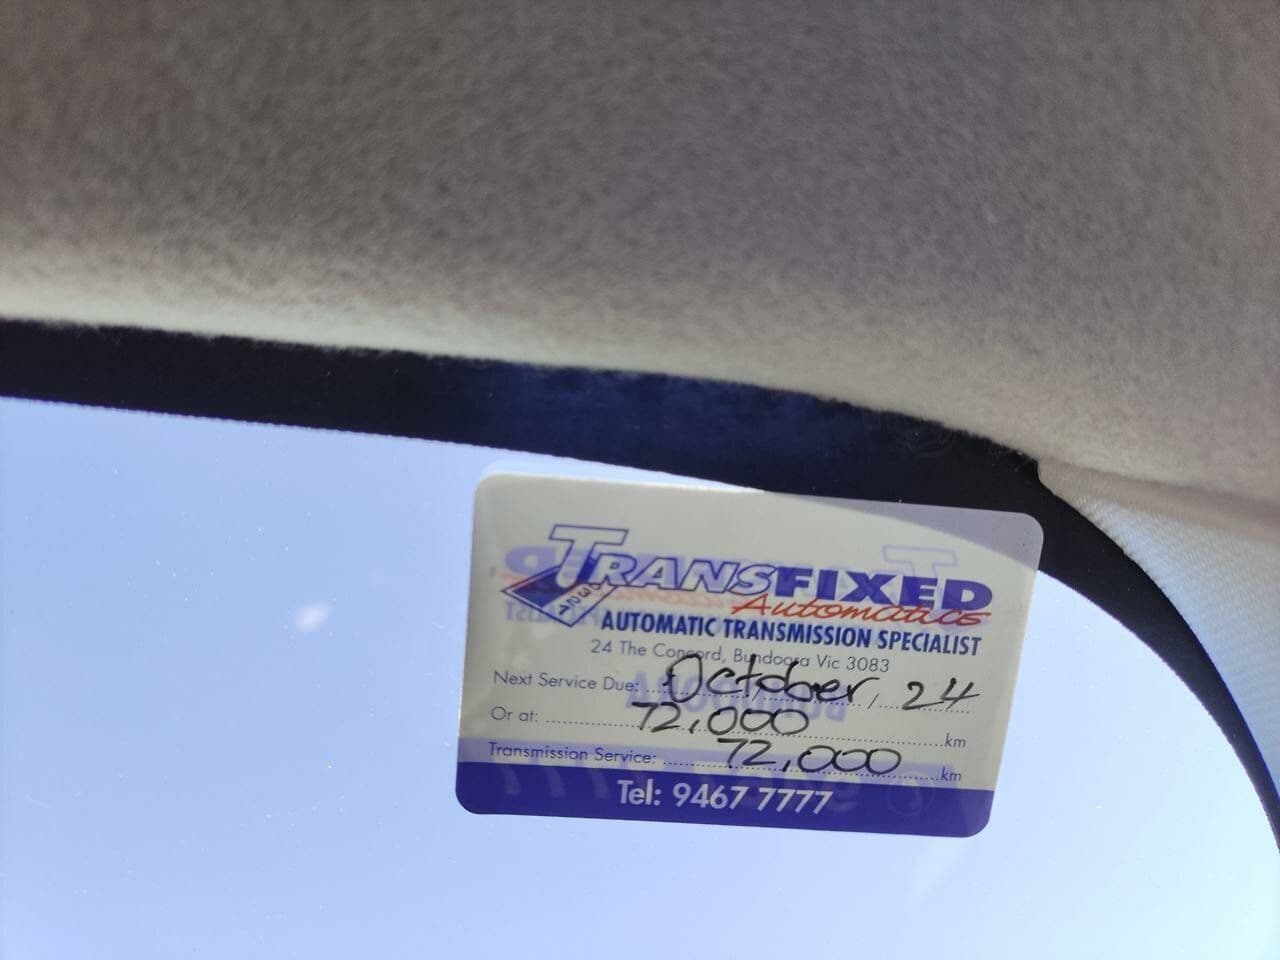 TRANSFIXED
Automatics
AUTOMATIC TRANSMISSION SPECIALIST
24 The Concord, Bundoora Vic 3083
Next Service Due: October, 24
Or at: 72,000 km
Transmission Service: 72,000 km
Tel: 9467 7777